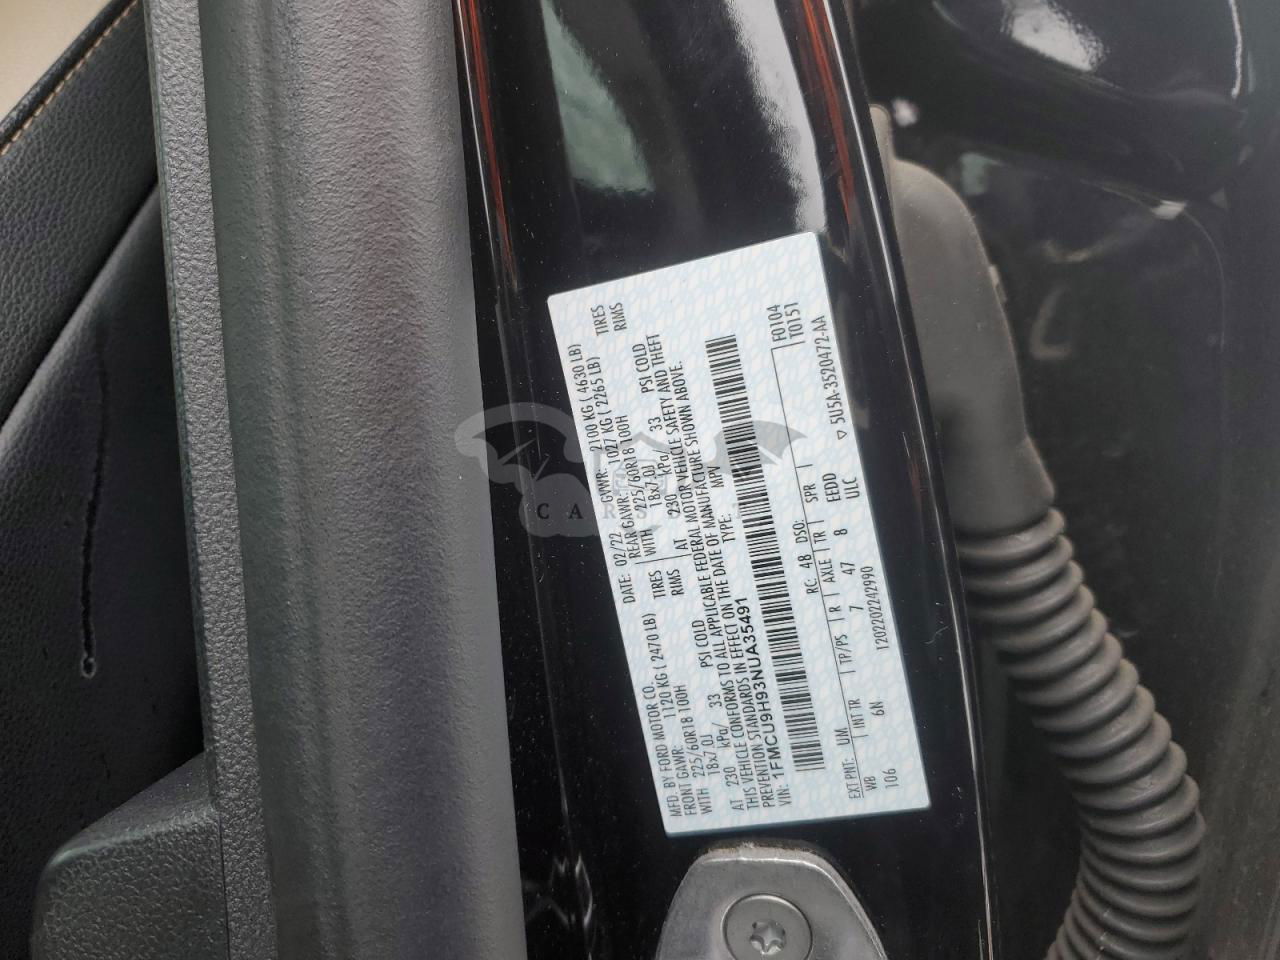 MFD. BY FORD MOTOR CO.
DATE: 02/22 GVWR: 2100 KG ( 4630 LB)
FRONT GAWR: 1120 KG ( 2470 LB)
REAR GAWR: 1027 KG ( 2265 LB)
WITH 225/60R18 100H TIRES
WITH 225/60R18 100H TIRES
18x7.0J RIMS
18x7.0J RIMS
AT 230 kPa/ 33 PSI COLD
AT 230 kPa/ 33 PSI COLD
THIS VEHICLE CONFORMS TO ALL APPLICABLE FEDERAL MOTOR VEHICLE SAFETY AND THEFT
PREVENTION STANDARDS IN EFFECT ON THE DATE OF MANUFACTURE SHOWN ABOVE.
VIN: 1FMCU9H93NUA35491 TYPE: MPV
F0104
T0151
EXT PNT: UM RC: 48 DSO:
WB INT TR TP/PS R AXLE TR SPR
106 6N 7 47 8 EEDD
1202202242990 ULC
5U5A-3520472-AA
CARS